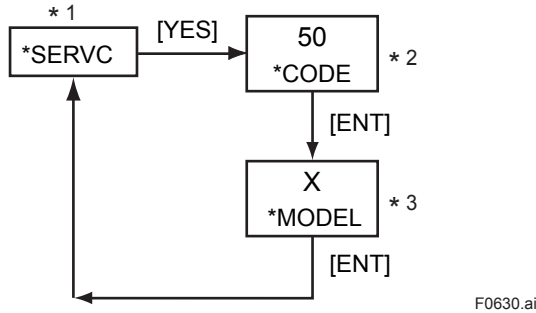 * 1
*SERVC
[YES]
50
*CODE
* 2
[ENT]
X
*MODEL
* 3
[ENT]
F0630.ai